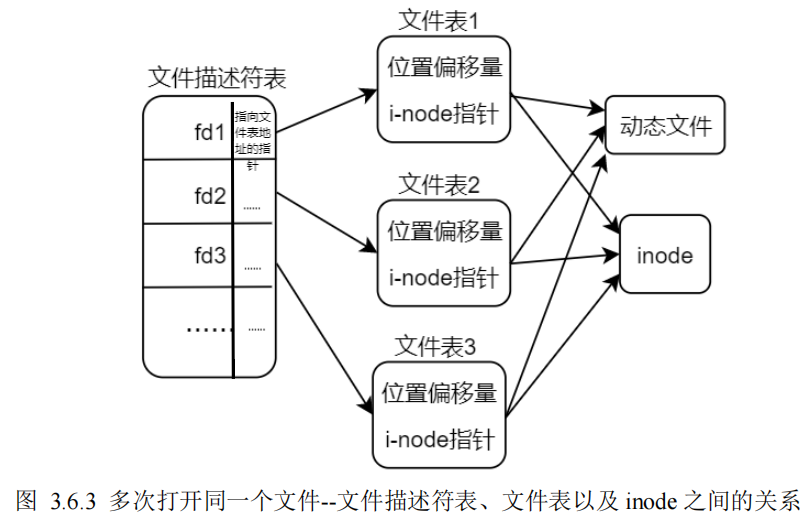 文件描述符表
fd1
指向文
件表地
址的指
针
fd2
......
fd3
......
......
......
文件表1
位置偏移量
i-node指针
文件表2
位置偏移量
i-node指针
文件表3
位置偏移量
i-node指针
动态文件
inode
图 3.6.3 多次打开同一个文件--文件描述符表、文件表以及 inode 之间的关系